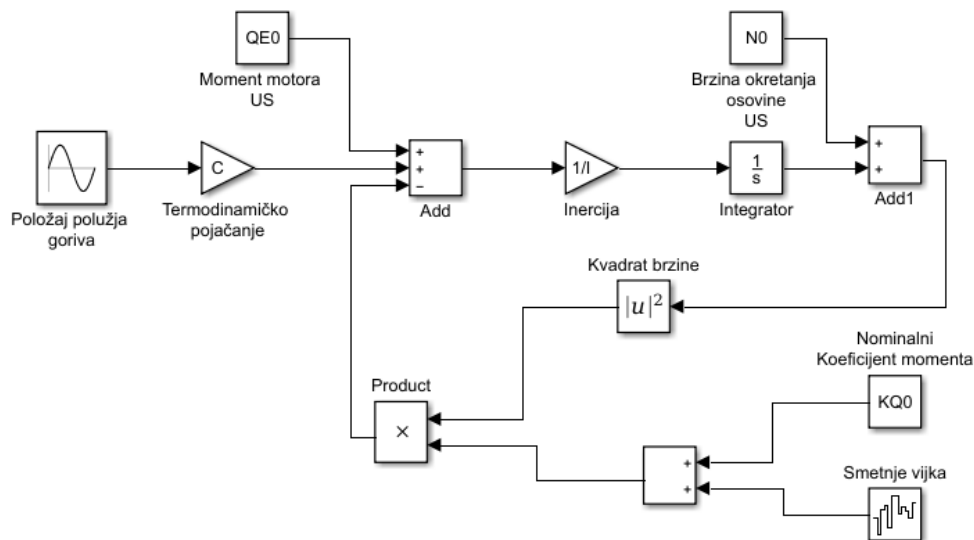 QE0
Moment motora
US
N0
Brzina okretanja
osovine
US
Položaj polužja
goriva
C
Termodinamičko
pojačanje
+
+
−
Add
1/I
Inercija
1
s
Integrator
+
+
Add1
Kvadrat brzine
|u|²
Nominalni
Koeficijent momenta
KQ0
Product
×
+
+
Smetnje vijka